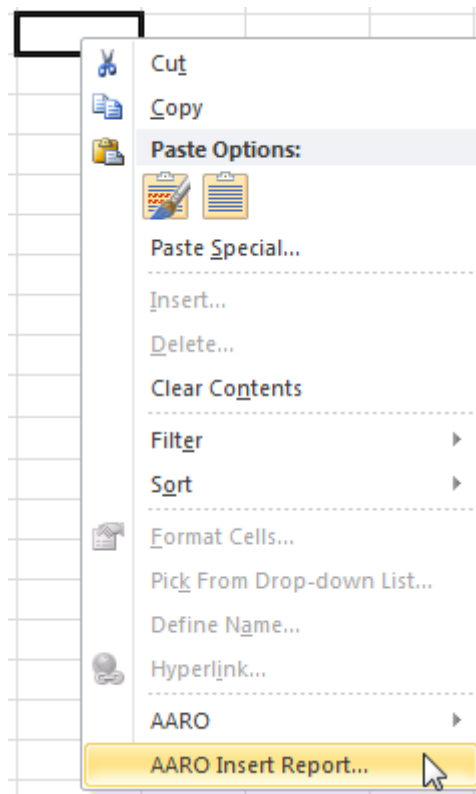 Cut
Copy
Paste Options:
Paste Special...
Insert...
Delete...
Clear Contents
Filter
Sort
Format Cells...
Pick From Drop-down List...
Define Name...
Hyperlink...
AARO
AARO Insert Report...